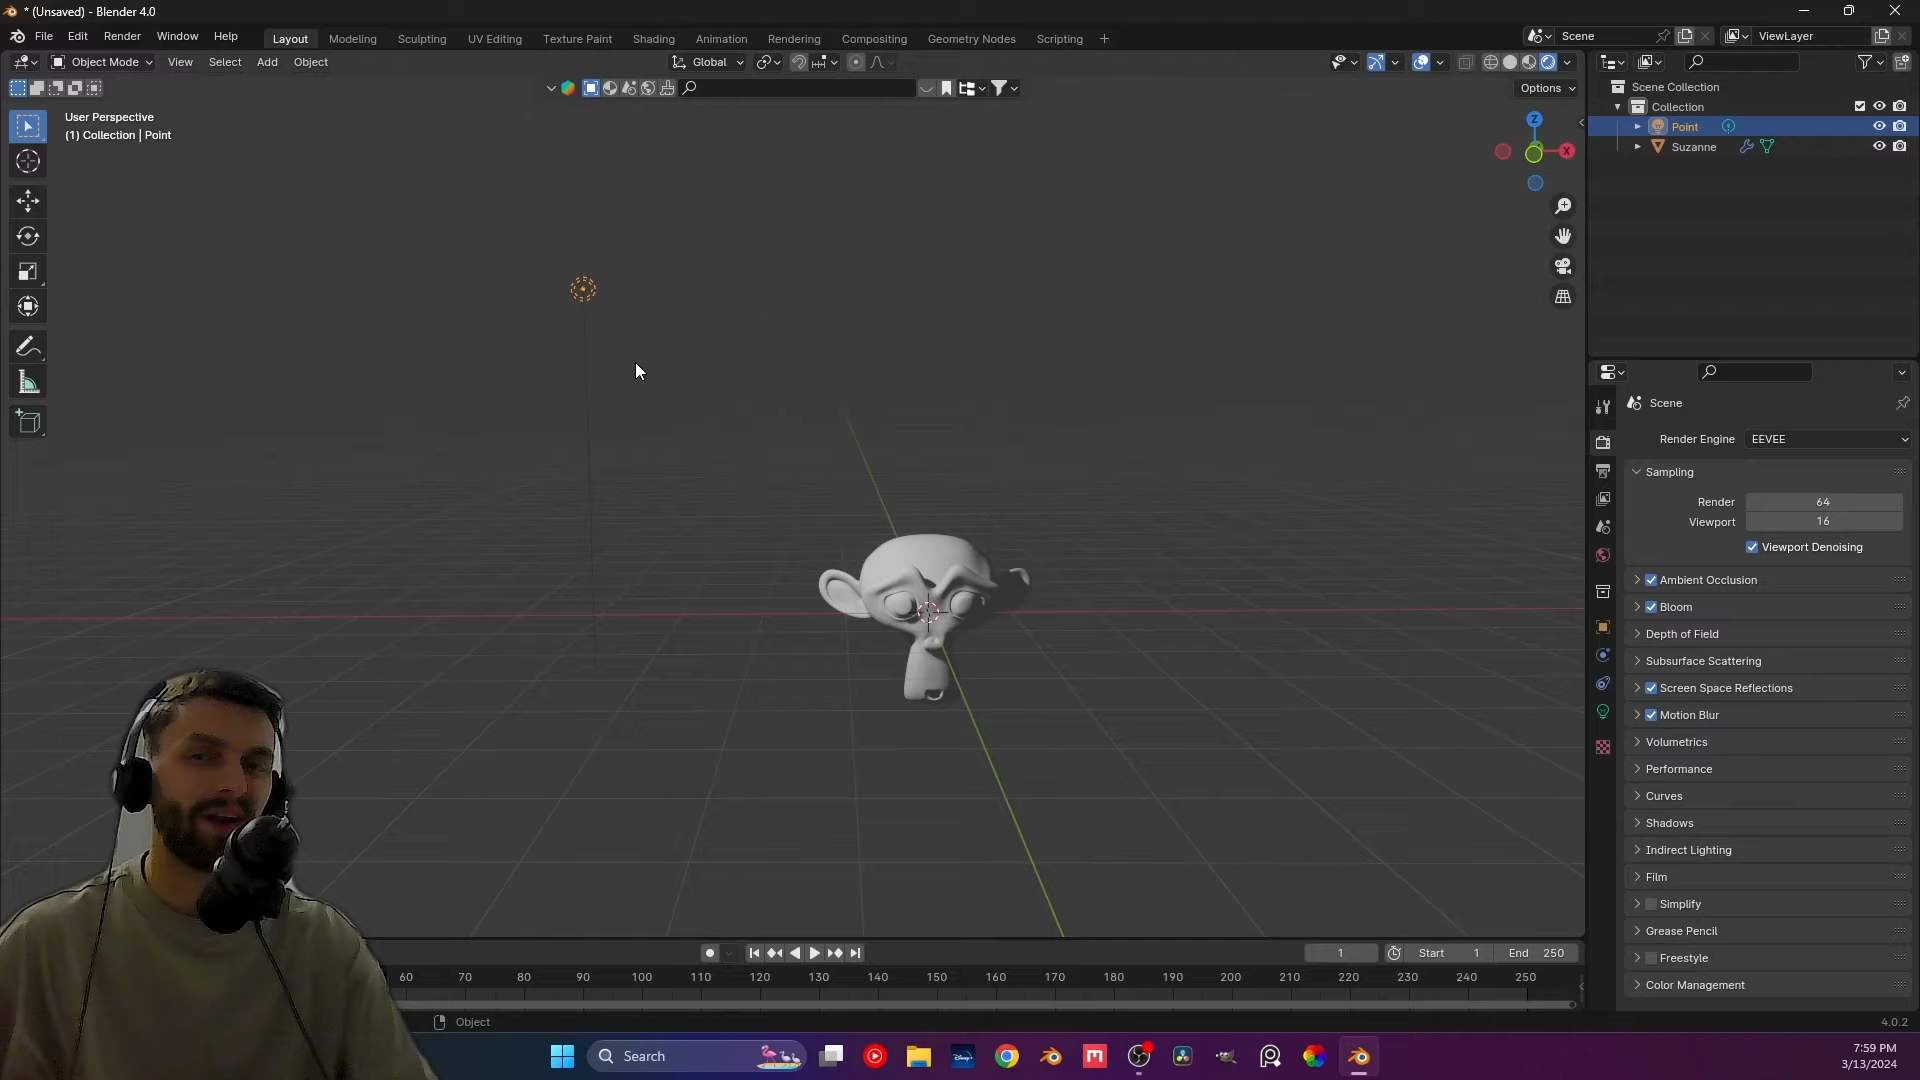 * (Unsaved) - Blender 4.0
File Edit Render Window Help
Layout Modeling Sculpting UV Editing Texture Paint Shading Animation Rendering Compositing Geometry Nodes Scripting +
Scene
ViewLayer
Object Mode View Select Add Object
Global
Options
User Perspective
(1) Collection | Point
Z
X
Scene Collection
Collection
Point
Suzanne
Scene
Render Engine EEVEE
Sampling
Render 64
Viewport 16
Viewport Denoising
Ambient Occlusion
Bloom
Depth of Field
Subsurface Scattering
Screen Space Reflections
Motion Blur
Volumetrics
Performance
Curves
Shadows
Indirect Lighting
Film
Simplify
Grease Pencil
Freestyle
Color Management
1 Start 1 End 250
60 70 80 90 100 110 120 130 140 150 160 170 180 190 200 210 220 230 240 250
Object
4.0.2
Search
Disney+
7:59 PM
3/13/2024